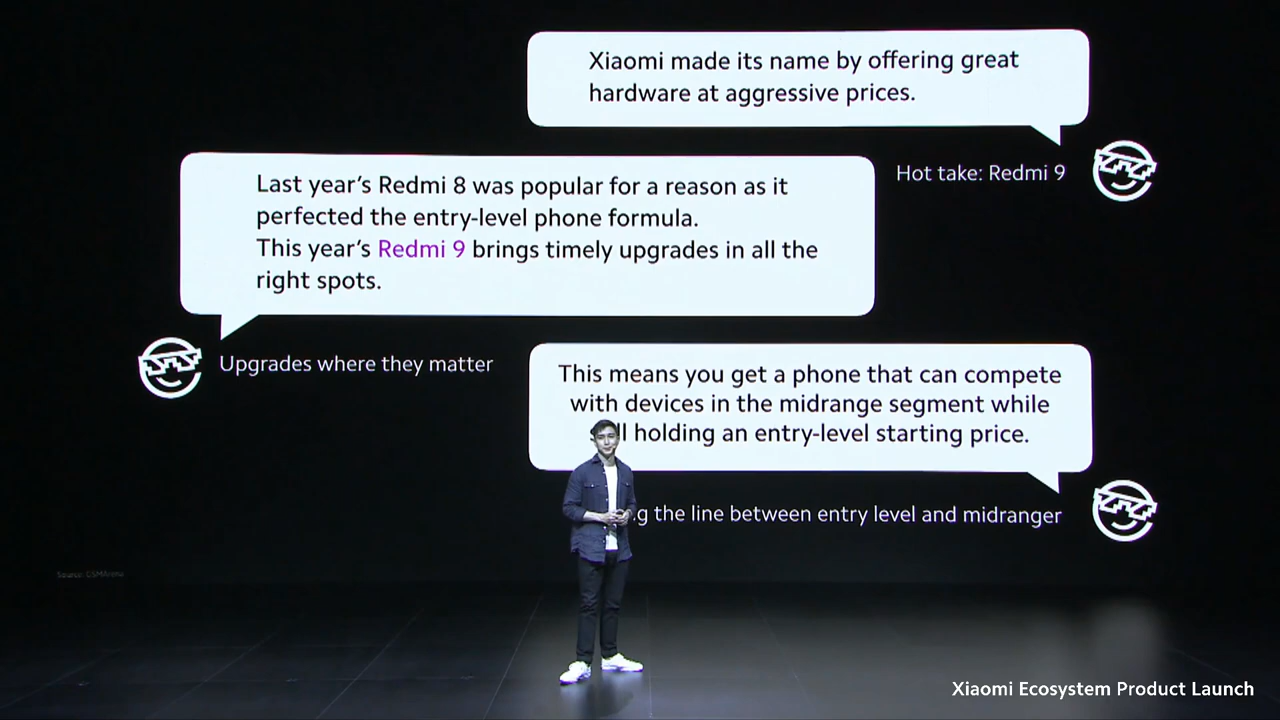 Xiaomi made its name by offering great
hardware at aggressive prices.
Hot take: Redmi 9
Last year’s Redmi 8 was popular for a reason as it
perfected the entry-level phone formula.
This year’s Redmi 9 brings timely upgrades in all the
right spots.
Upgrades where they matter
This means you get a phone that can compete
with devices in the midrange segment while
holding an entry-level starting price.
the line between entry level and midranger
Source: GSMArena
Xiaomi Ecosystem Product Launch